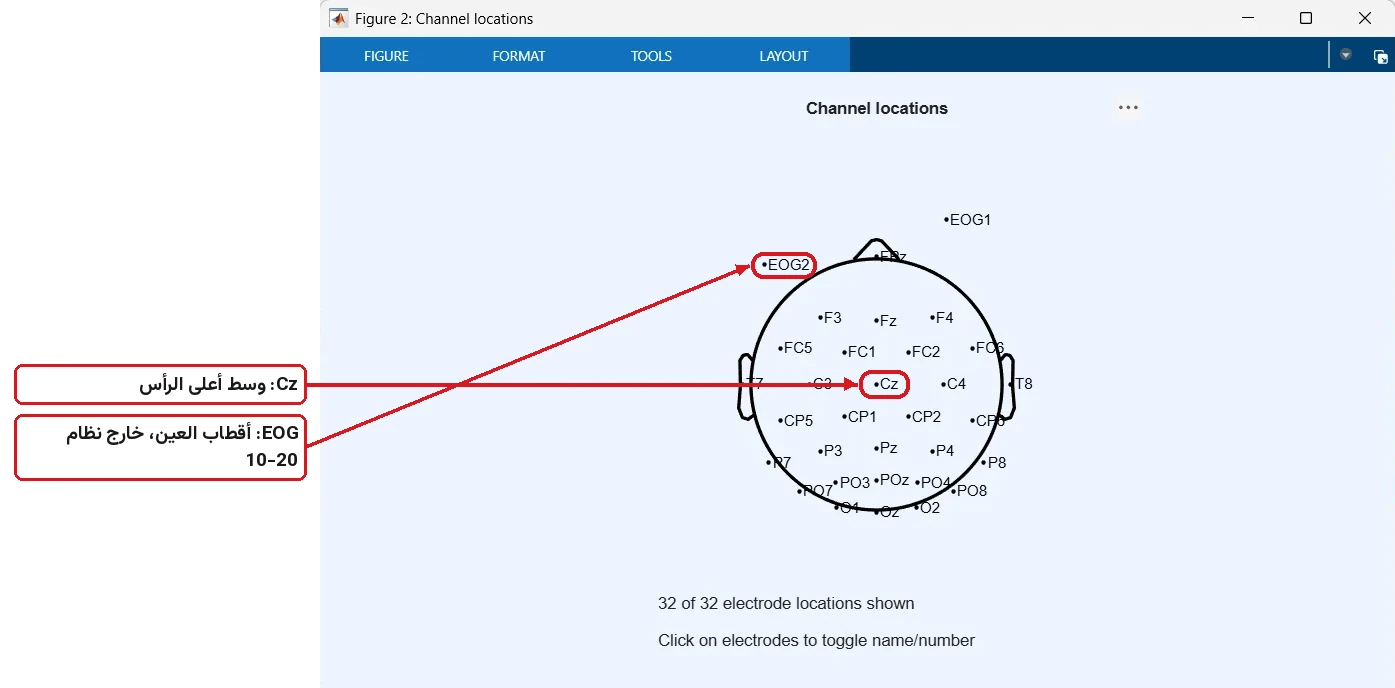 Figure 2: Channel locations
FIGURE FORMAT TOOLS LAYOUT
Channel locations
•EOG1
•EOG2
•FPz
•F3 •Fz •F4
•FC5 •FC1 •FC2 •FC6
•T7 •C3 •Cz •C4 •T8
•CP5 •CP1 •CP2 •CP6
•P7 •P3 •Pz •P4 •P8
•PO7 •PO3 •POz •PO4 •PO8
•O1 •Oz •O2
32 of 32 electrode locations shown
Click on electrodes to toggle name/number
Cz: وسط أعلى الرأس
EOG: أقطاب العين، خارج نظام
10-20